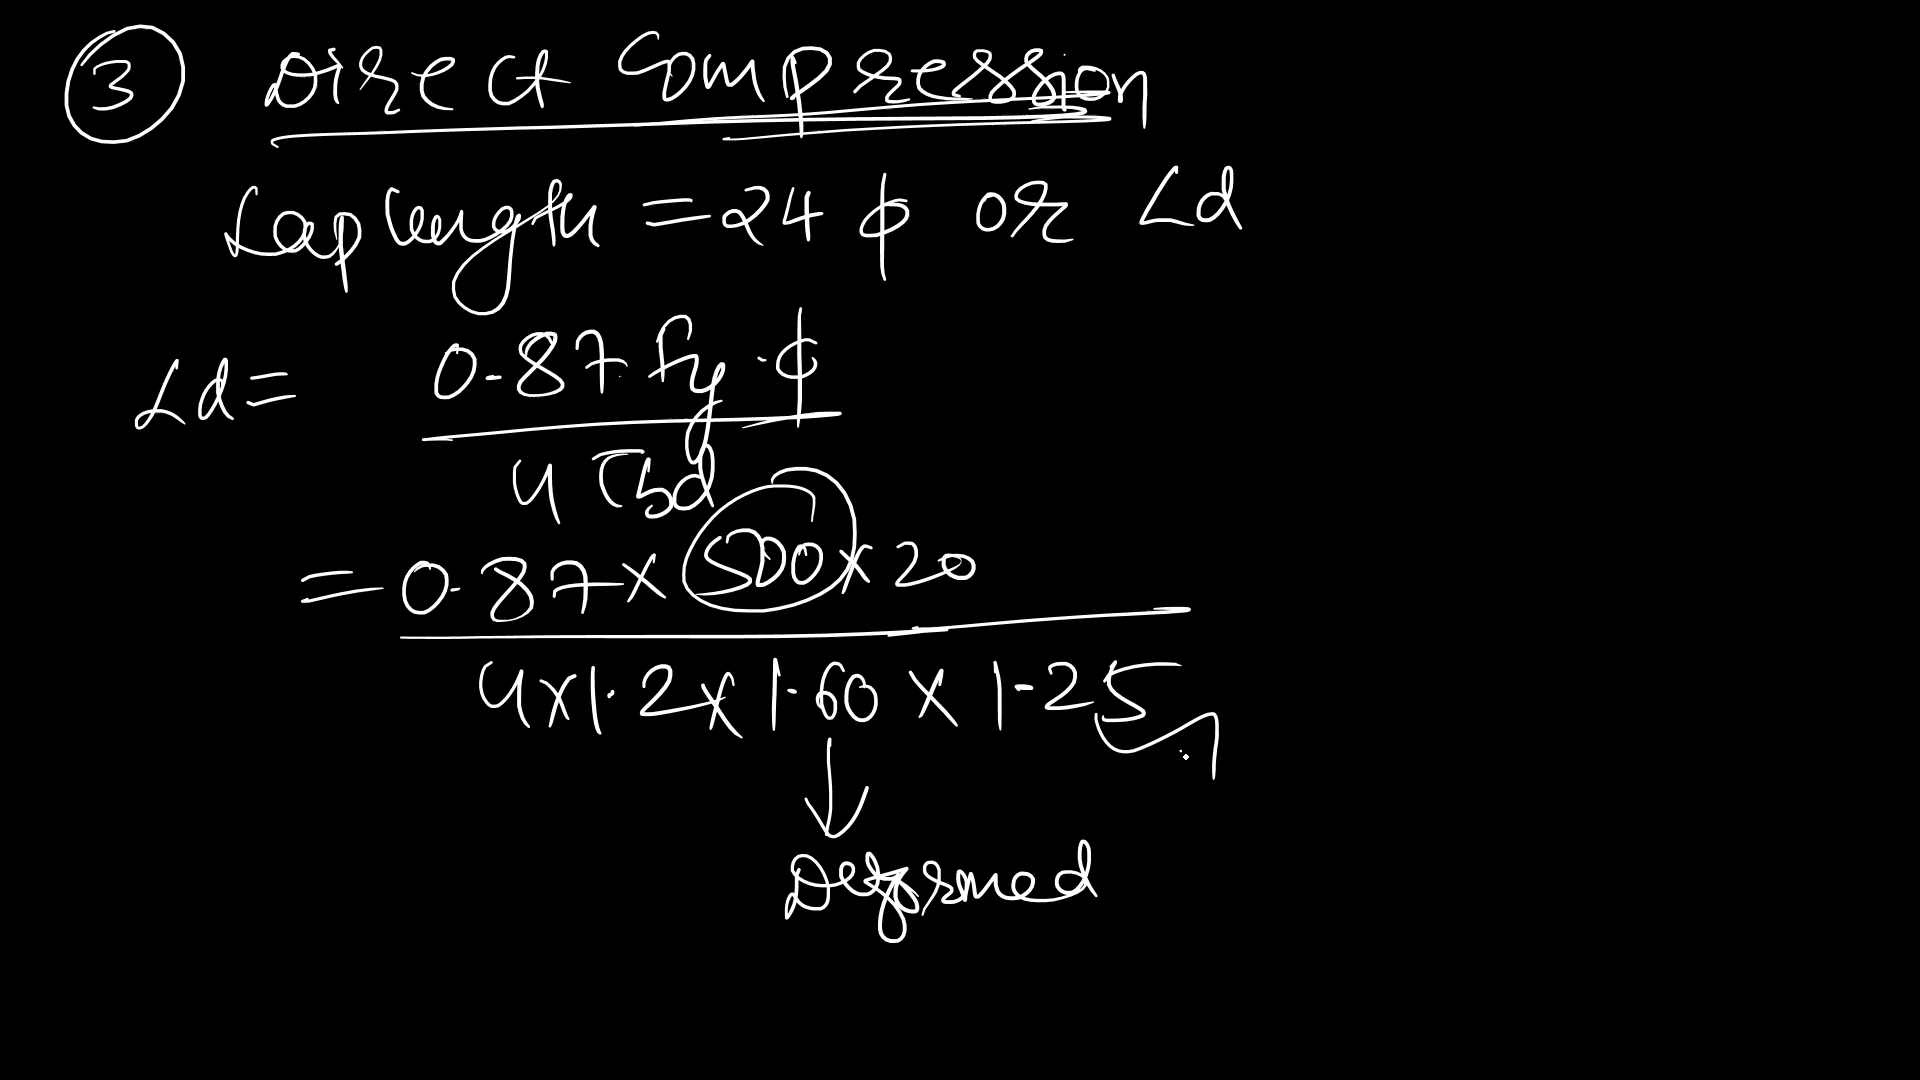 3 Direct Compression
Lap length = 24 ϕ or Ld
Ld = 0.87 fy . ϕ
4 τbd
= 0.87 x 500 x 20
4 x 1.2 x 1.60 x 1.25
↓
Deformed